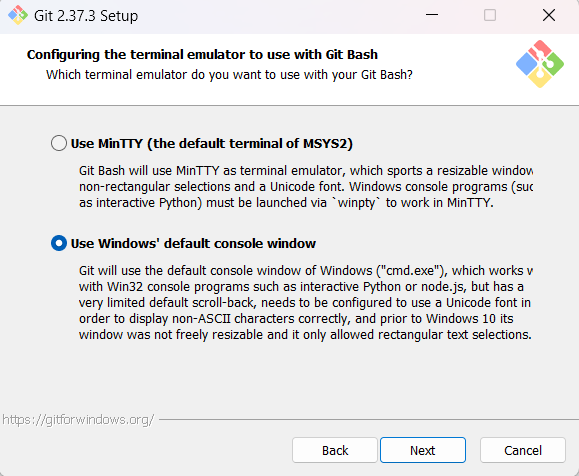 Git 2.37.3 Setup
Configuring the terminal emulator to use with Git Bash
Which terminal emulator do you want to use with your Git Bash?
Use MinTTY (the default terminal of MSYS2)
Git Bash will use MinTTY as terminal emulator, which sports a resizable window
non-rectangular selections and a Unicode font. Windows console programs (suc
as interactive Python) must be launched via `winpty` to work in MinTTY.
Use Windows' default console window
Git will use the default console window of Windows ("cmd.exe"), which works w
with Win32 console programs such as interactive Python or node.js, but has a
very limited default scroll-back, needs to be configured to use a Unicode font in
order to display non-ASCII characters correctly, and prior to Windows 10 its
window was not freely resizable and it only allowed rectangular text selections.
https://gitforwindows.org/
Back
Next
Cancel